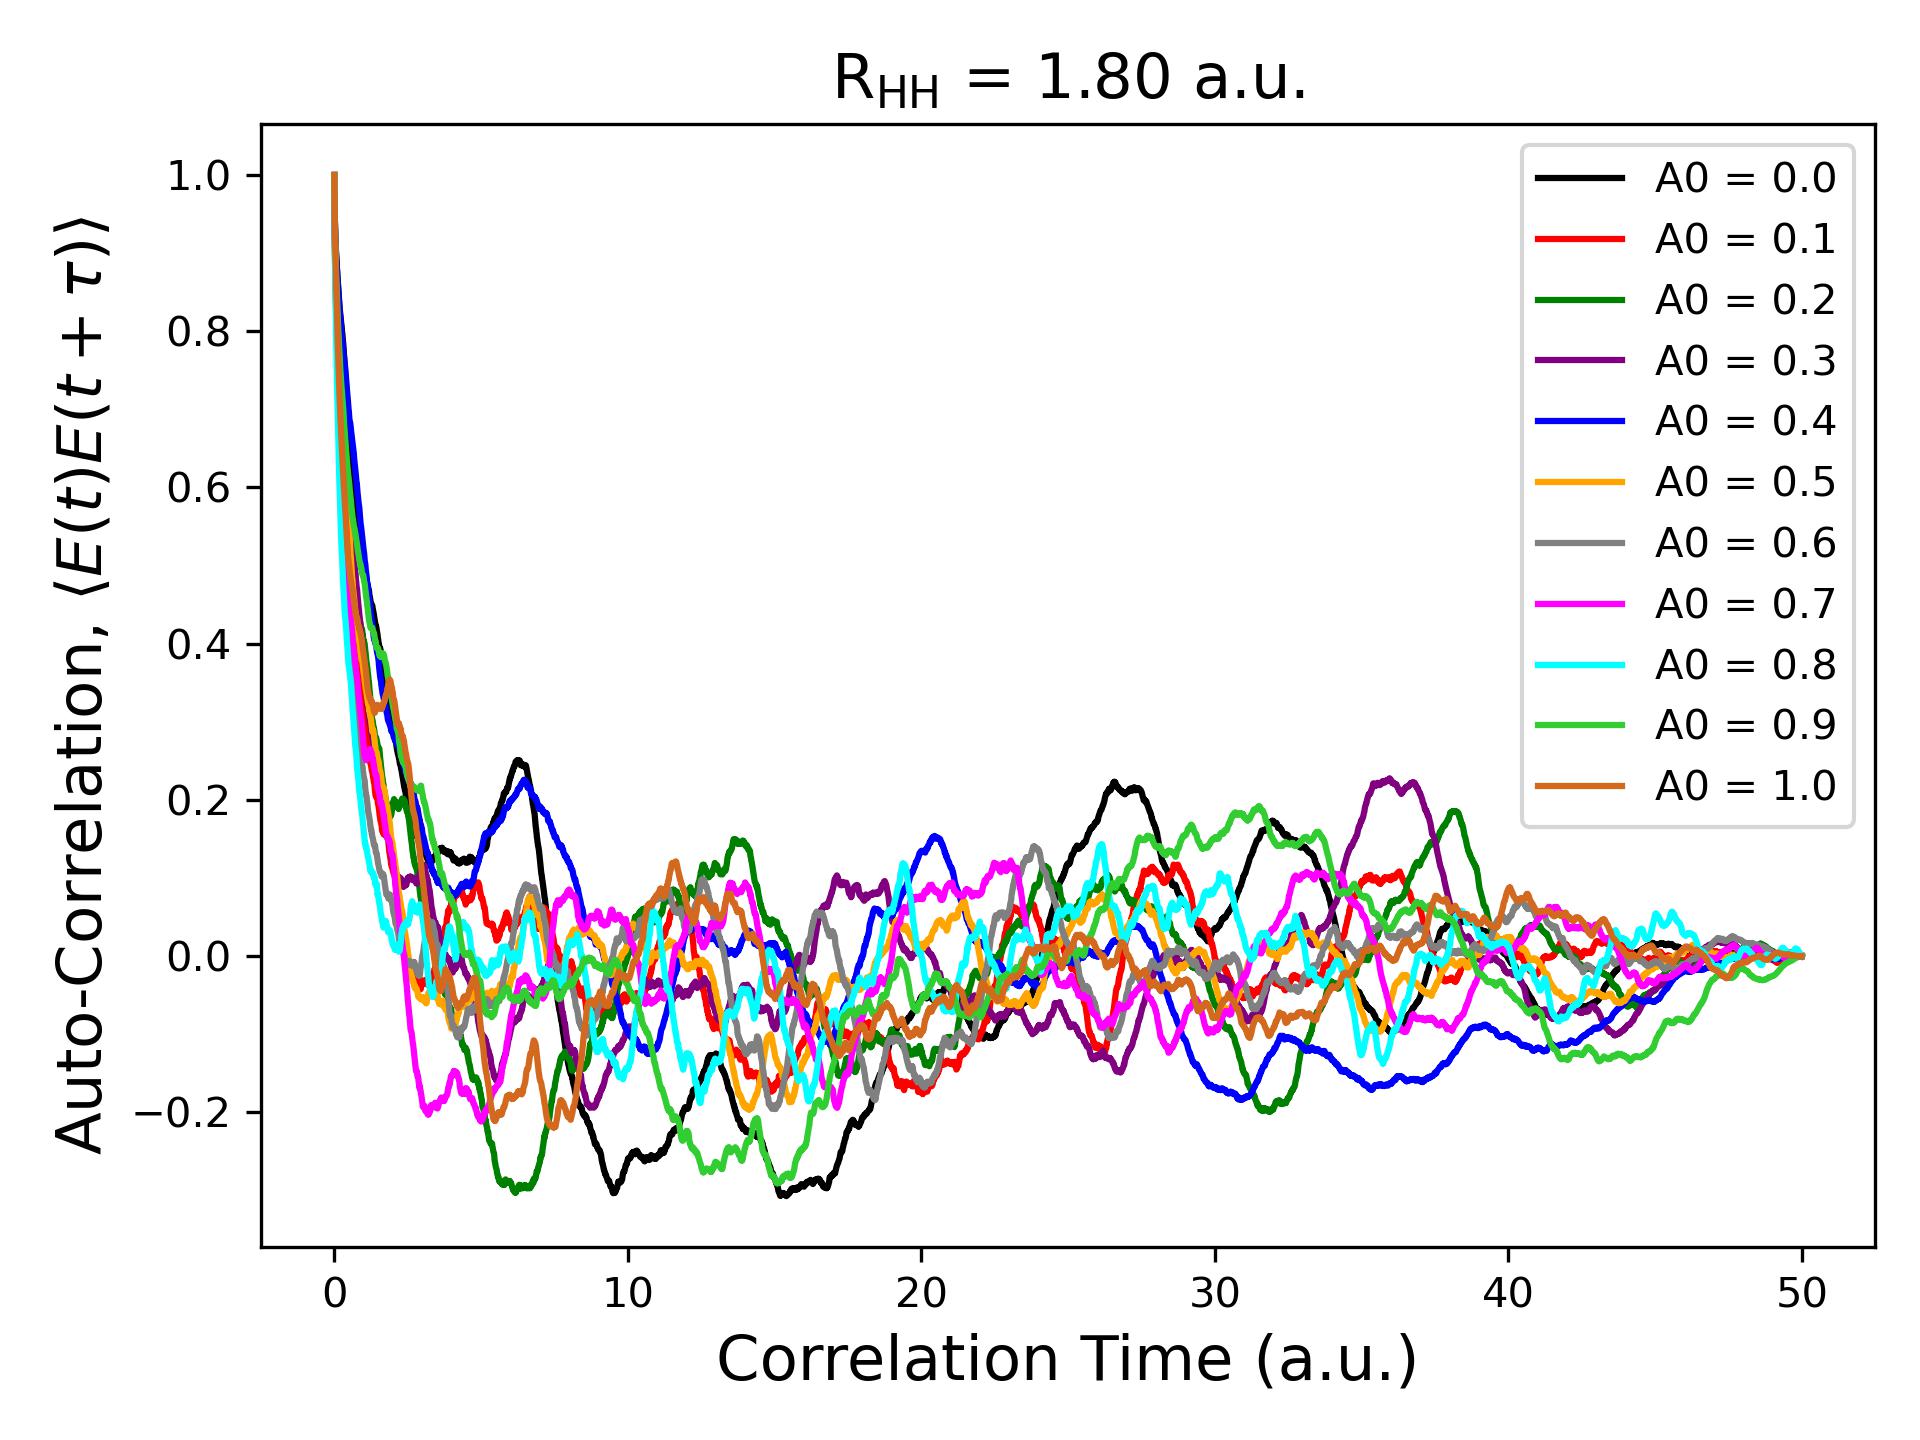 R_HH = 1.80 a.u.
Auto-Correlation, ⟨E(t)E(t + τ)⟩
1.0
0.8
0.6
0.4
0.2
0.0
−0.2
A0 = 0.0
A0 = 0.1
A0 = 0.2
A0 = 0.3
A0 = 0.4
A0 = 0.5
A0 = 0.6
A0 = 0.7
A0 = 0.8
A0 = 0.9
A0 = 1.0
0 10 20 30 40 50
Correlation Time (a.u.)